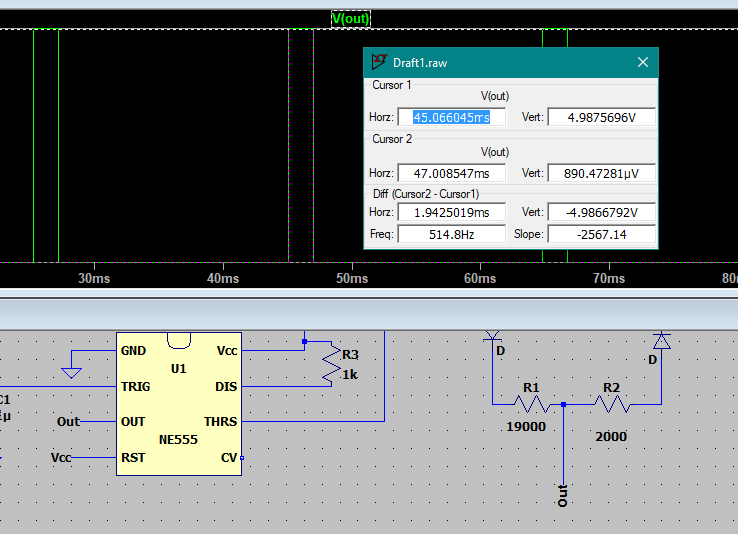 V(out)
Draft1.raw
Cursor 1
V(out)
Horz: 45.066045ms Vert: 4.9875696V
Cursor 2
V(out)
Horz: 47.008547ms Vert: 890.47281µV
Diff (Cursor2 - Cursor1)
Horz: 1.9425019ms Vert: -4.9866792V
Freq: 514.8Hz Slope: -2567.14
30ms 40ms 50ms 60ms 70ms 80
GND Vcc
U1
R3
D D
TRIG DIS 1k
C1
µ
R1 R2
Out OUT THRS
19000 2000
NE555
Vcc RST CV
Out